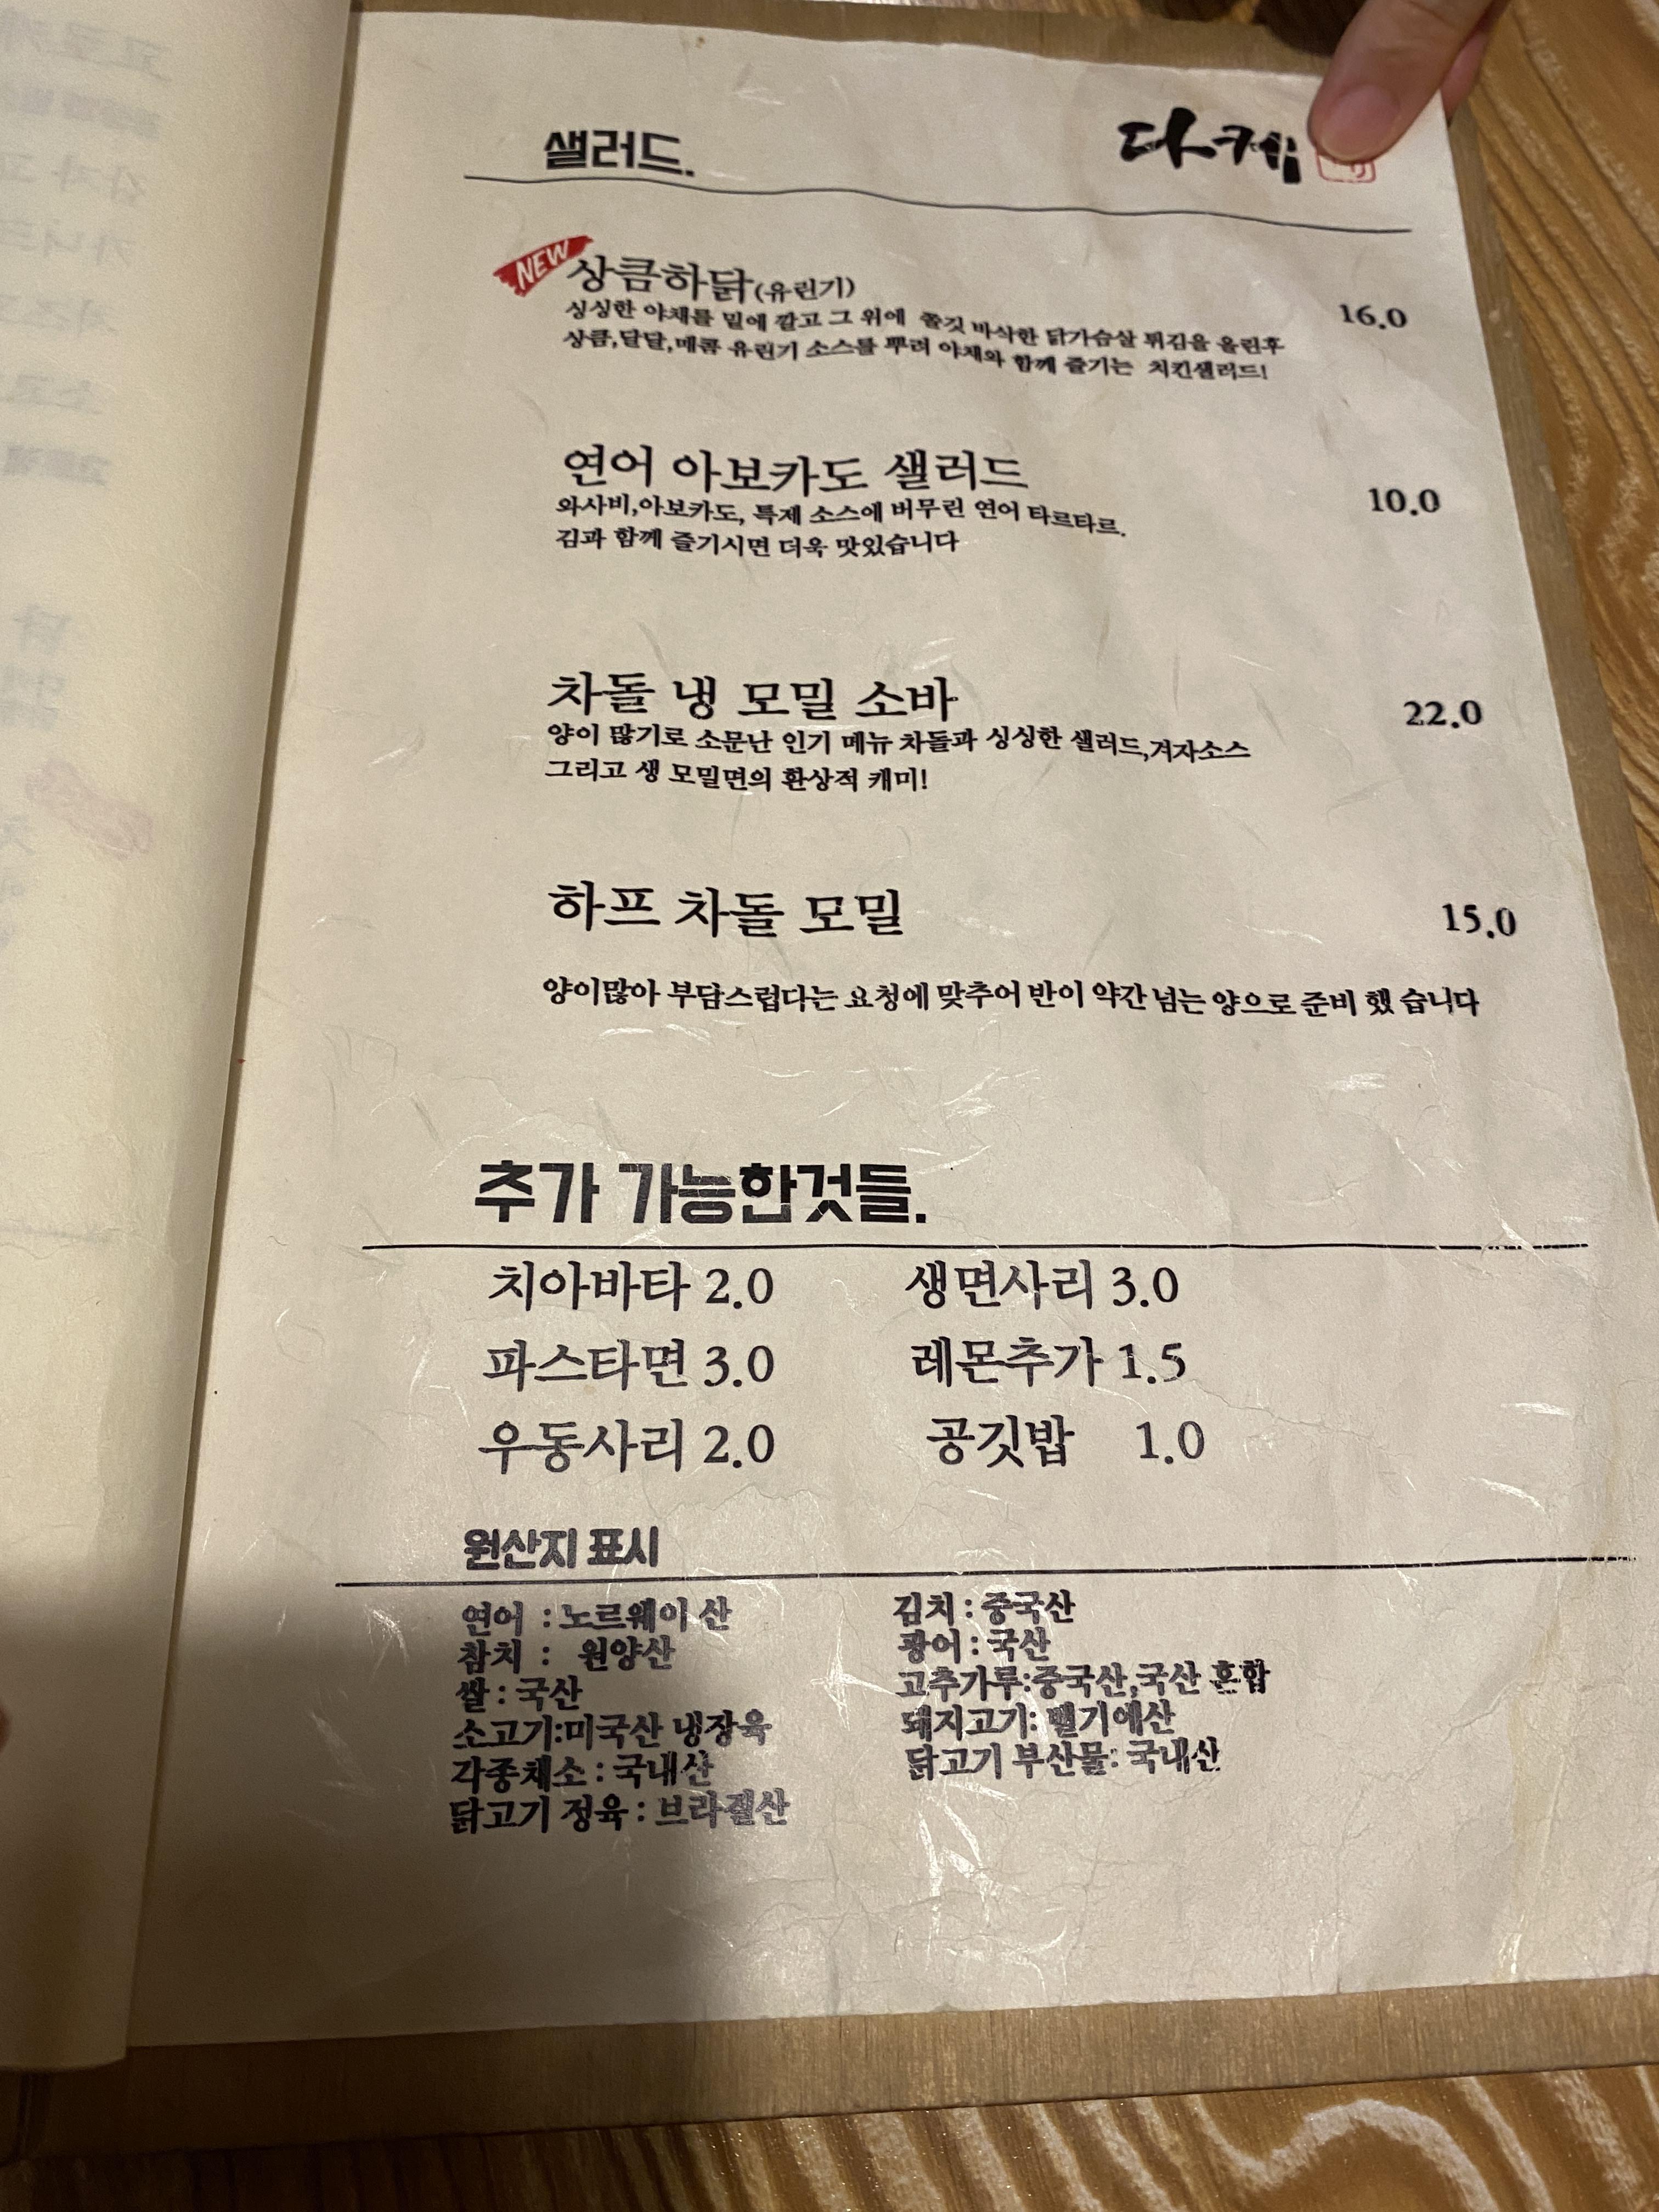 샐러드.
다케
NEW
상큼하닭(유린기)
16.0
싱싱한 야채를 밑에 깔고 그 위에 쫄깃 바삭한 닭가슴살 튀김을 올린후
상큼,달달,매콤 유린기 소스를 뿌려 야채와 함께 즐기는 치킨샐러드!
연어 아보카도 샐러드
10.0
와사비,아보카도, 특제 소스에 버무린 연어 타르타르.
김과 함께 즐기시면 더욱 맛있습니다
차돌 냉 모밀 소바
22.0
양이 많기로 소문난 인기 메뉴 차돌과 싱싱한 샐러드,겨자소스
그리고 생 모밀면의 환상적 캐미!
하프 차돌 모밀
15.0
양이많아 부담스럽다는 요청에 맞추어 반이 약간 넘는 양으로 준비 했 습니다
추가 가능한것들.
치아바타 2.0
생면사리 3.0
파스타면 3.0
레몬추가 1.5
우동사리 2.0
공깃밥 1.0
원산지 표시
연어 : 노르웨이 산
참치 : 원양산
쌀 : 국산
소고기:미국산 냉장육
각종채소 : 국내산
닭고기 정육 : 브라질산
김치 : 중국산
광어 : 국산
고추가루:중국산,국산 혼합
돼지고기: 벨기에산
닭고기 부산물: 국내산